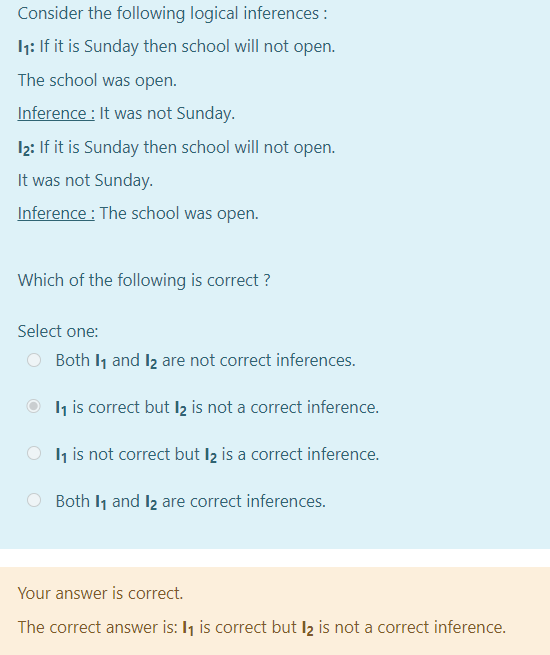 Consider the following logical inferences :
I1: If it is Sunday then school will not open.
The school was open.
Inference : It was not Sunday.
I2: If it is Sunday then school will not open.
It was not Sunday.
Inference : The school was open.
Which of the following is correct ?
Select one:
Both I1 and I2 are not correct inferences.
I1 is correct but I2 is not a correct inference.
I1 is not correct but I2 is a correct inference.
Both I1 and I2 are correct inferences.
Your answer is correct.
The correct answer is: I1 is correct but I2 is not a correct inference.